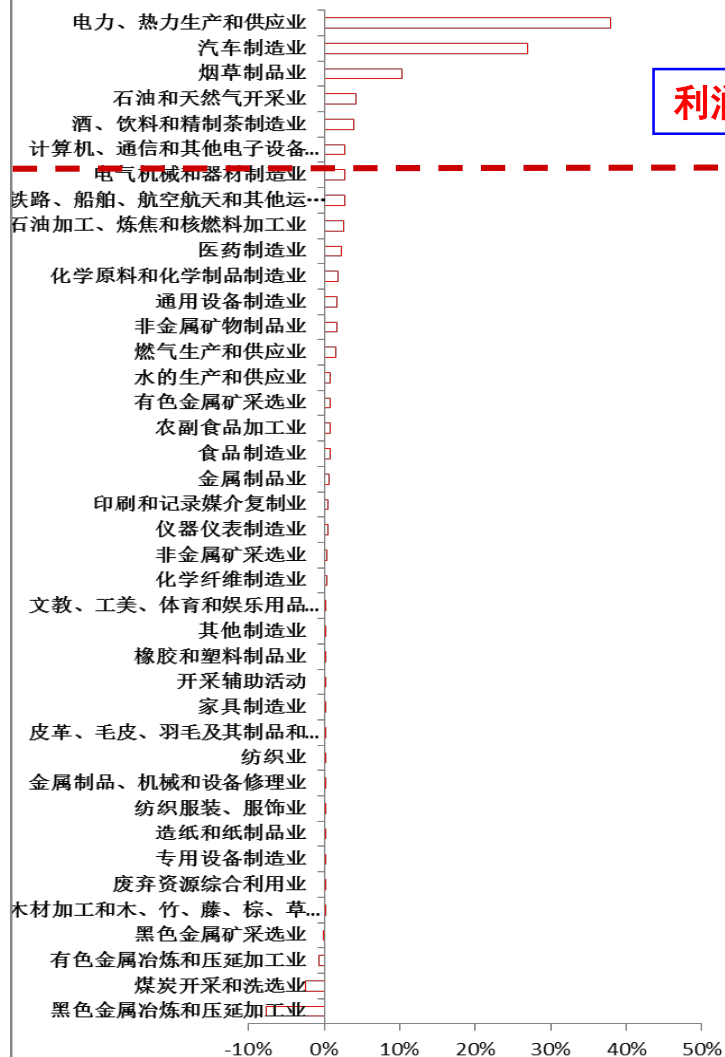 电力、热力生产和供应业
汽车制造业
烟草制品业
石油和天然气开采业
利润
酒、饮料和精制茶制造业
计算机、通信和其他电子设备...
电气机械和器材制造业
铁路、船舶、航空航天和其他运…
石油加工、炼焦和核燃料加工业
医药制造业
化学原料和化学制品制造业
通用设备制造业
非金属矿物制品业
燃气生产和供应业
水的生产和供应业
有色金属矿采选业
农副食品加工业
食品制造业
金属制品业
印刷和记录媒介复制业
仪器仪表制造业
非金属矿采选业
化学纤维制造业
文教、工美、体育和娱乐用品...
其他制造业
橡胶和塑料制品业
开采辅助活动
家具制造业
皮革、毛皮、羽毛及其制品和...
纺织业
金属制品、机械和设备修理业
纺织服装、服饰业
造纸和纸制品业
专用设备制造业
废弃资源综合利用业
木材加工和木、竹、藤、棕、草...
黑色金属矿采选业
有色金属冶炼和压延加工业
煤炭开采和洗选业
黑色金属冶炼和压延加工业
-10% 0% 10% 20% 30% 40% 50%